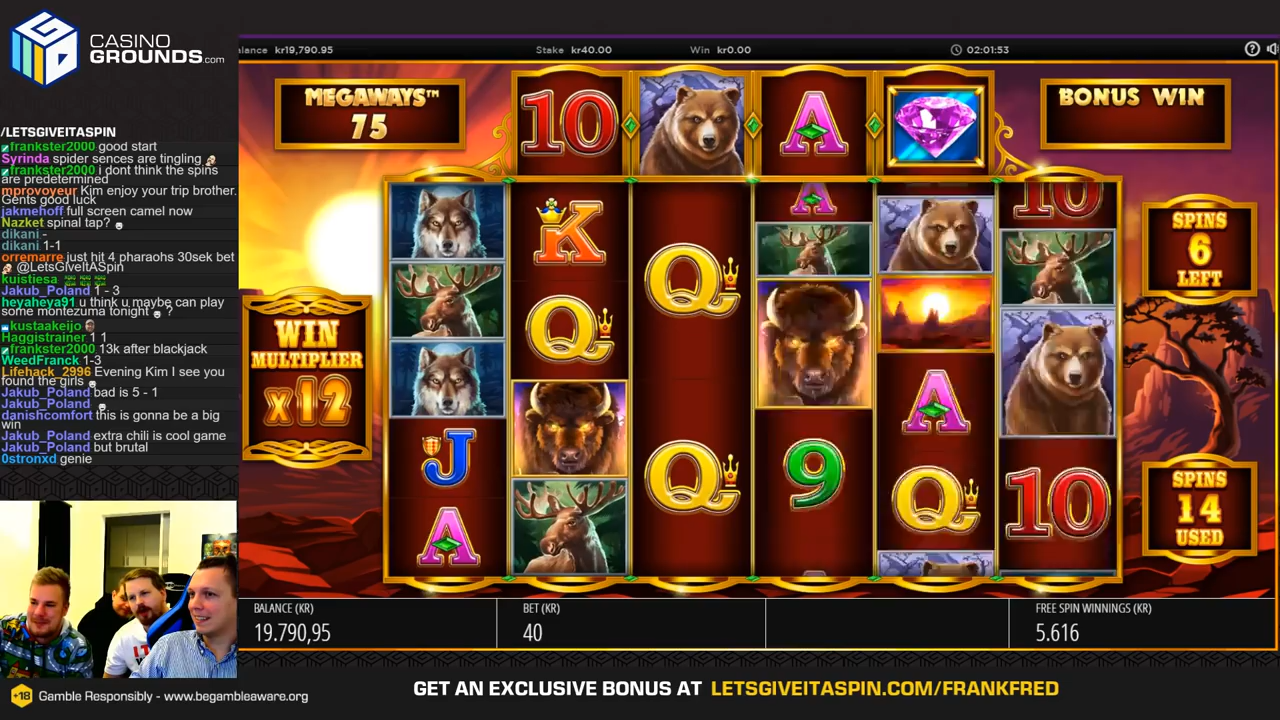 CASINO
GROUNDS.com
/LETSGIVEITASPIN
frankster2000 good start
Syrinda spider sences are tingling
frankster2000 i dont think the spins
are predetermined
mprovoyeur Kim enjoy your trip brother.
Gents good luck
jakmehoff full screen camel now
Nazket spinal tap?
dikani -
dikani 1-1
orremarre just hit 4 pharaohs 30sek bet
@LetsGiveItASpin
kuistiesa
Jakub_Poland 1 - 3
heyaheya91 u think u maybe can play
some montezuma tonight ?
kustaakeijo
Haggistrainer 1 1
frankster2000 13k after blackjack
WeedFranck 1-3
Lifehack_2996 Evening Kim I see you
found the girls
Jakub_Poland bad is 5 - 1
Jakub_Poland
danishcomfort this is gonna be a big
win
Jakub_Poland extra chili is cool game
Jakub_Poland but brutal
0stronxd genie
alance kr19,790.95
Stake kr40.00
Win kr0.00
02:01:53
MEGAWAYS™
75
10
A
BONUS WIN
WIN
MULTIPLIER
x12
K
Q
J
A
Q
Q
A
9
A
Q
10
10
SPINS
6
LEFT
SPINS
14
USED
BALANCE (KR)
19.790,95
BET (KR)
40
FREE SPIN WINNINGS (KR)
5.616
+18 Gamble Responsibly - www.begambleaware.org
GET AN EXCLUSIVE BONUS AT LETSGIVEITASPIN.COM/FRANKFRED